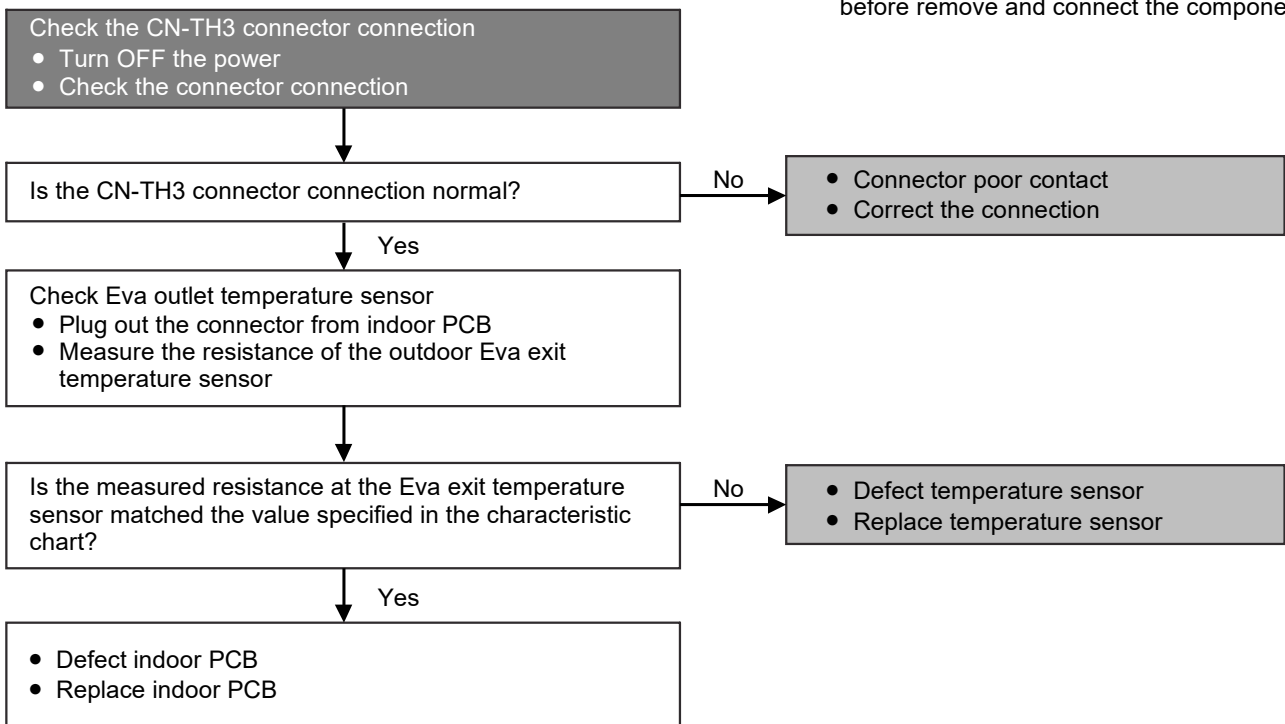 before remove and connect the compone
Check the CN-TH3 connector connection
• Turn OFF the power
• Check the connector connection
Is the CN-TH3 connector connection normal?
No
• Connector poor contact
• Correct the connection
Yes
Check Eva outlet temperature sensor
• Plug out the connector from indoor PCB
• Measure the resistance of the outdoor Eva exit
temperature sensor
Is the measured resistance at the Eva exit temperature
sensor matched the value specified in the characteristic
chart?
No
• Defect temperature sensor
• Replace temperature sensor
Yes
• Defect indoor PCB
• Replace indoor PCB